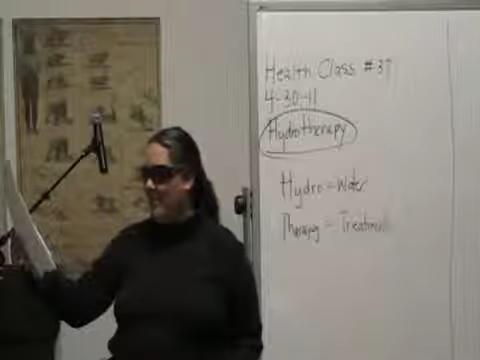 Health Class #37
4-30-11
Hydrotherapy
Hydro = Water
Therapy = Treatment